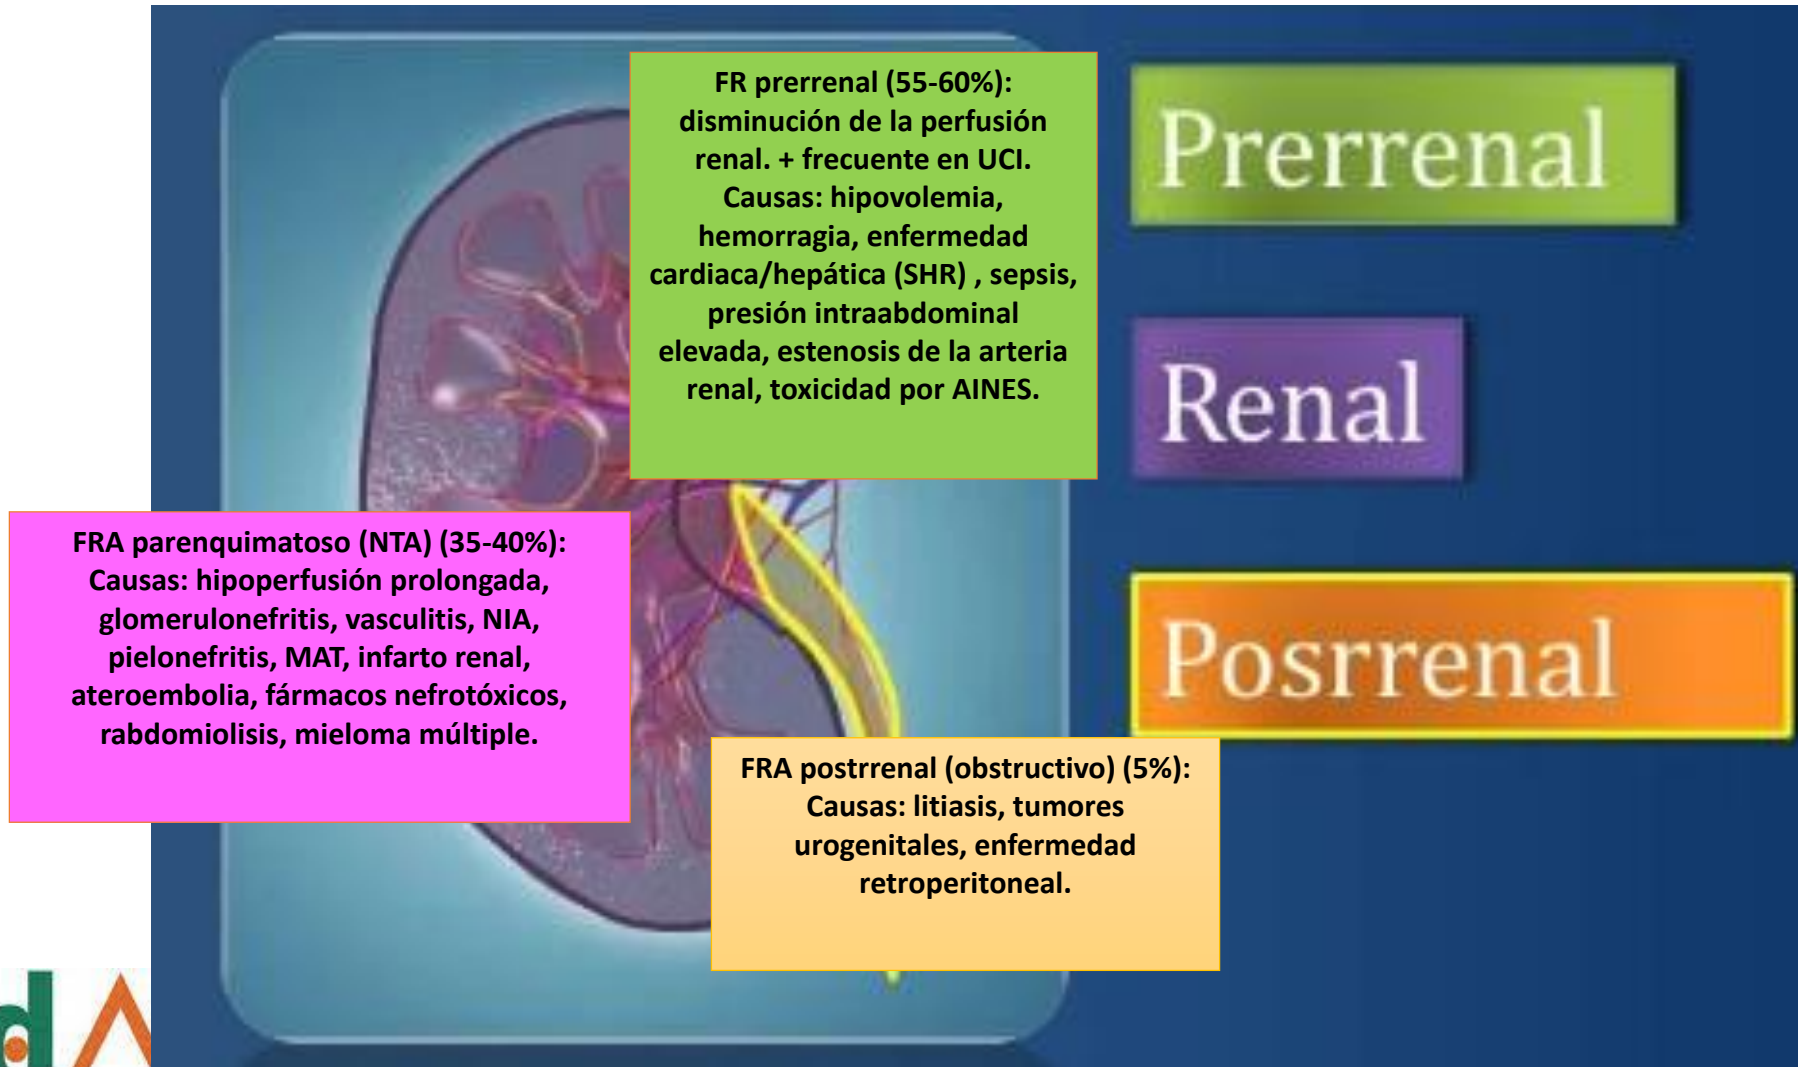 FR prerrenal (55-60%):
disminución de la perfusión
renal. + frecuente en UCI.
Causas: hipovolemia,
hemorragia, enfermedad
cardiaca/hepática (SHR) , sepsis,
presión intraabdominal
elevada, estenosis de la arteria
renal, toxicidad por AINES.
Prerrenal
Renal
FRA parenquimatoso (NTA) (35-40%):
Causas: hipoperfusión prolongada,
glomerulonefritis, vasculitis, NIA,
pielonefritis, MAT, infarto renal,
ateroembolia, fármacos nefrotóxicos,
rabdomiolisis, mieloma múltiple.
Posrrenal
FRA postrrenal (obstructivo) (5%):
Causas: litiasis, tumores
urogenitales, enfermedad
retroperitoneal.